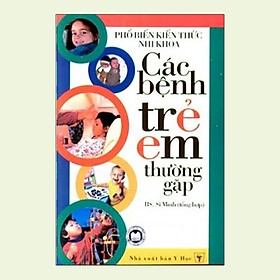 PHỔ BIẾN KIẾN THỨC
NHI KHOA
Các
bệnh
trẻ
em
thường
gặp
BS. Sĩ Minh (tổng hợp)
Nhà xuất bản Y Học